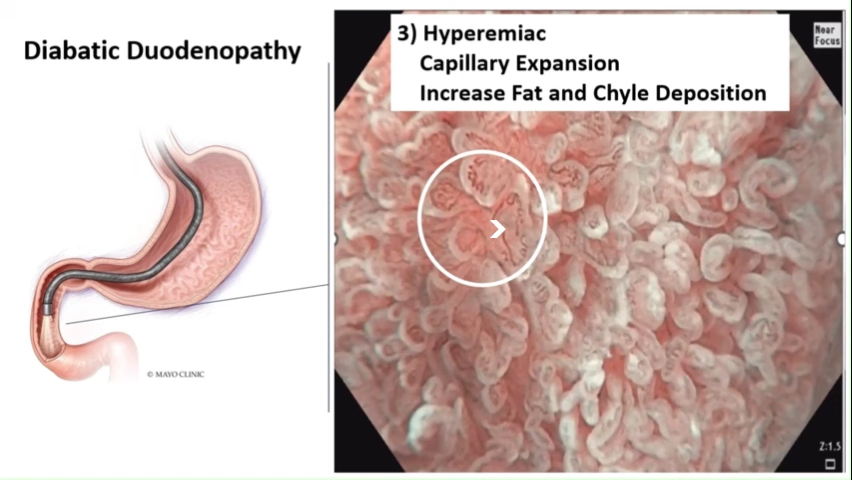 Diabatic Duodenopathy
3) Hyperemiac
Capillary Expansion
Increase Fat and Chyle Deposition
Near
Focus
© MAYO CLINIC
Z:1.5